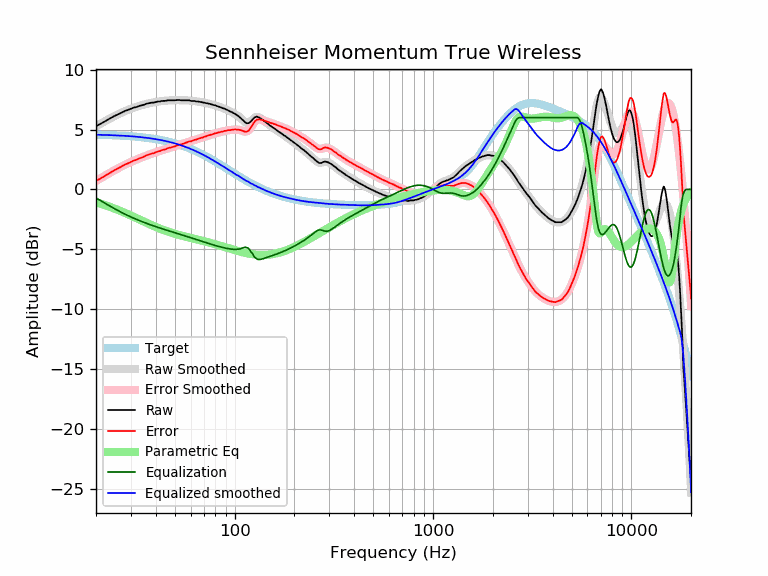 Sennheiser Momentum True Wireless
10
5
0
−5
−10
−15
−20
−25
Amplitude (dBr)
Target
Raw Smoothed
Error Smoothed
Raw
Error
Parametric Eq
Equalization
Equalized smoothed
100 1000 10000
Frequency (Hz)